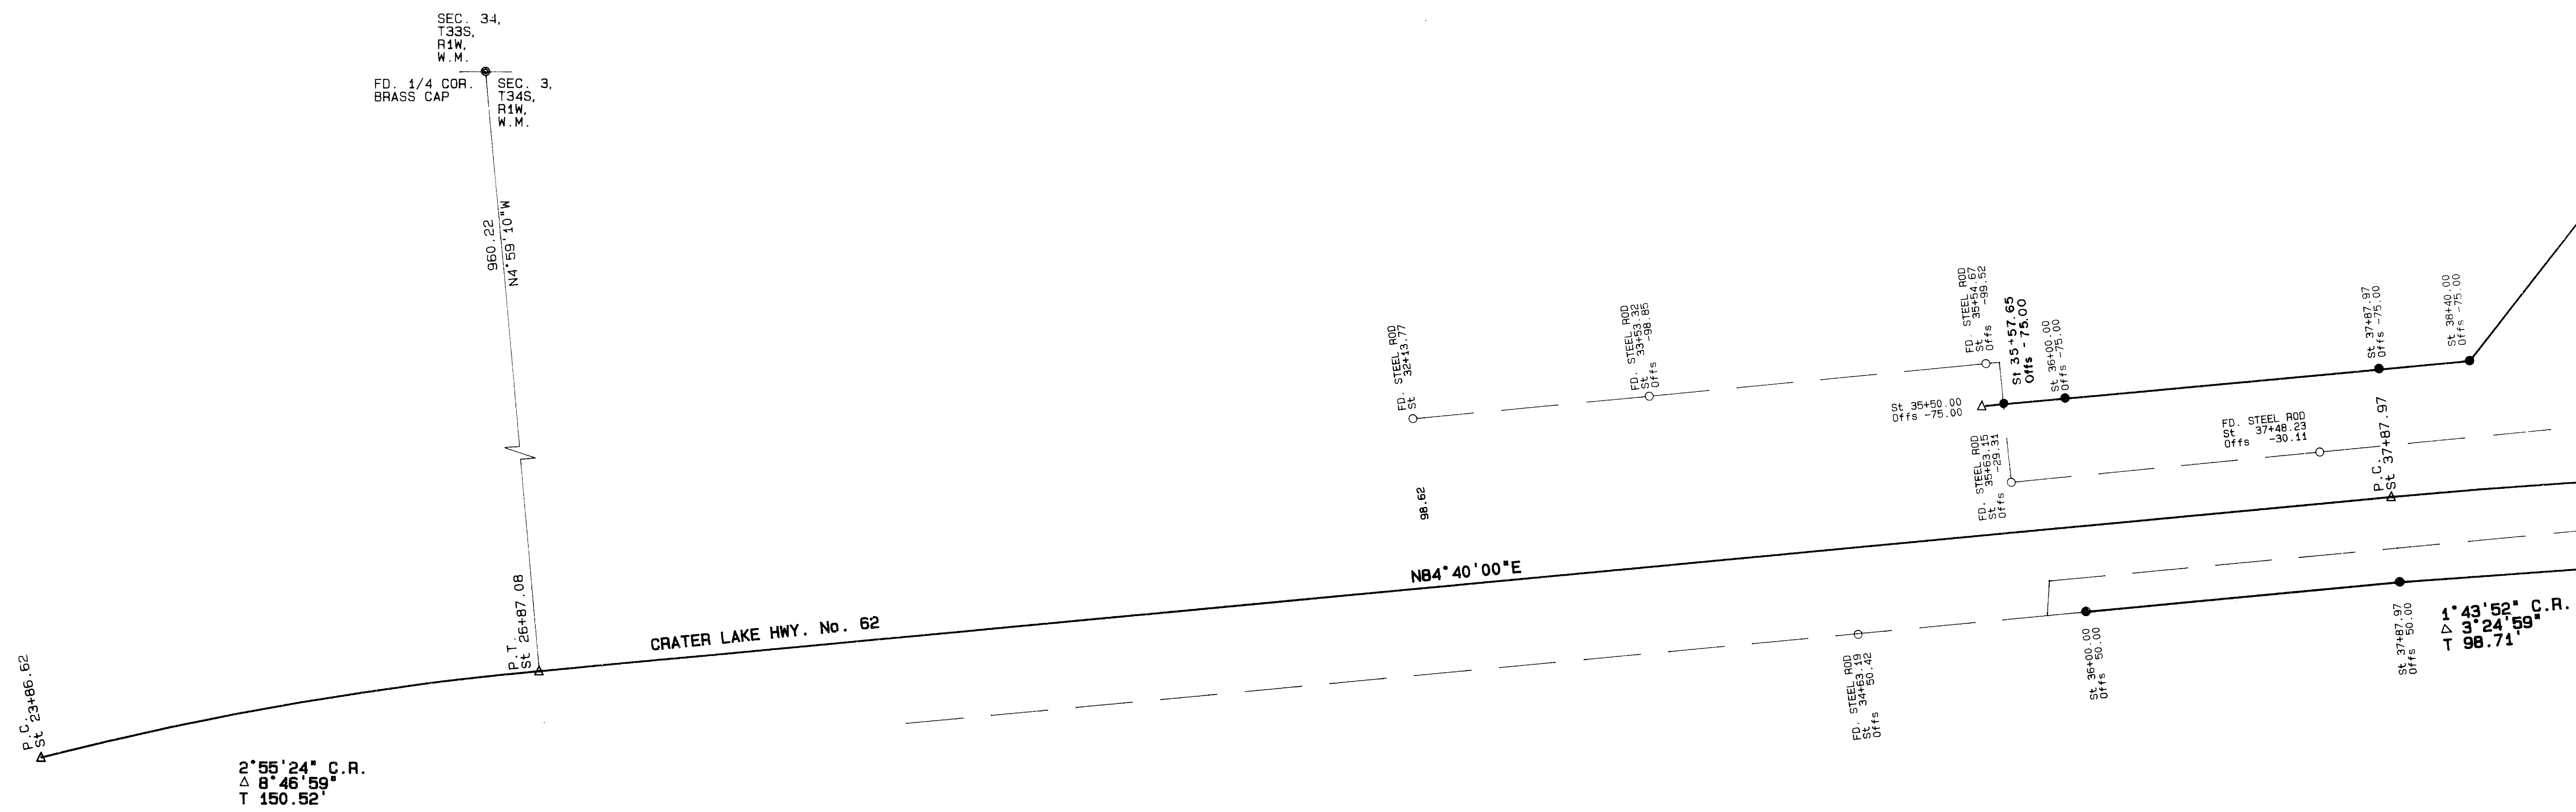 SEC. 34,
T33S,
R1W,
W.M.
FD. 1/4 COR.
BRASS CAP
SEC. 3,
T34S,
R1W,
W.M.
960.22
N4°59'10"W
P.C.
St 23+86.62
2°55'24" C.R.
△ 8°46'59"
T 150.52'
P.T.
St 26+87.08
CRATER LAKE HWY. No. 62
N84°40'00"E
98.62
FD. STEEL ROD
St 32+13.77
FD. STEEL ROD
St 33+53.32
Offs -98.85
FD. STEEL ROD
St 35+54.67
Offs -99.52
St 35+57.65
Offs -75.00
St 36+00.00
Offs -75.00
St 35+50.00
Offs -75.00
FD. STEEL ROD
St 35+63.15
Offs -29.31
FD. STEEL ROD
St 37+48.23
Offs -30.11
St 37+87.97
Offs -75.00
St 38+40.00
Offs -75.00
P.C.
St 37+87.97
FD. STEEL ROD
St 34+63.19
Offs 50.42
St 36+00.00
Offs 50.00
St 37+87.97
Offs 50.00
1°43'52" C.R.
△ 3°24'59"
T 98.71'